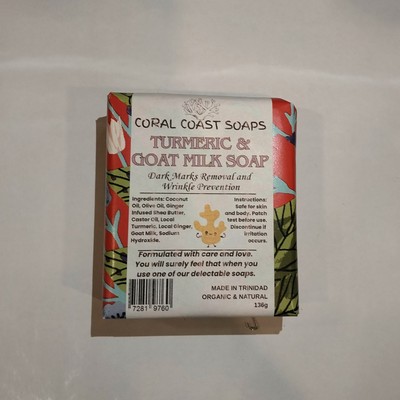 CORAL COAST SOAPS
TURMERIC &
GOAT MILK SOAP
Dark Marks Removal and
Wrinkle Prevention
Ingredients: Coconut
Oil, Olive Oil, Ginger
Infused Shea Butter,
Castor Oil, Local
Turmeric, Local Ginger,
Goat Milk, Sodium
Hydroxide.
Instructions:
Safe for skin
and body. Patch
test before use.
Discontinue if
irritation
occurs.
Formulated with care and love.
You will surely feel that when you
use one of our delectable soaps.
MADE IN TRINIDAD
ORGANIC & NATURAL
136g
8 7281 9760